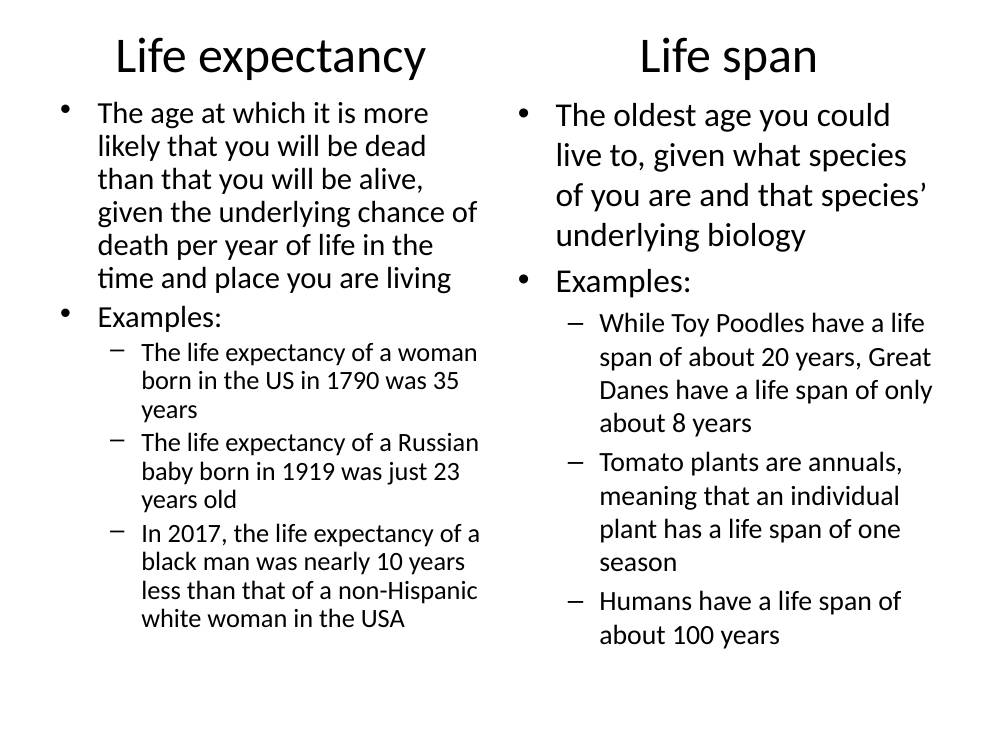 Life expectancy
• The age at which it is more
likely that you will be dead
than that you will be alive,
given the underlying chance of
death per year of life in the
time and place you are living
• Examples:
– The life expectancy of a woman
born in the US in 1790 was 35
years
– The life expectancy of a Russian
baby born in 1919 was just 23
years old
– In 2017, the life expectancy of a
black man was nearly 10 years
less than that of a non-Hispanic
white woman in the USA
Life span
• The oldest age you could
live to, given what species
of you are and that species’
underlying biology
• Examples:
– While Toy Poodles have a life
span of about 20 years, Great
Danes have a life span of only
about 8 years
– Tomato plants are annuals,
meaning that an individual
plant has a life span of one
season
– Humans have a life span of
about 100 years